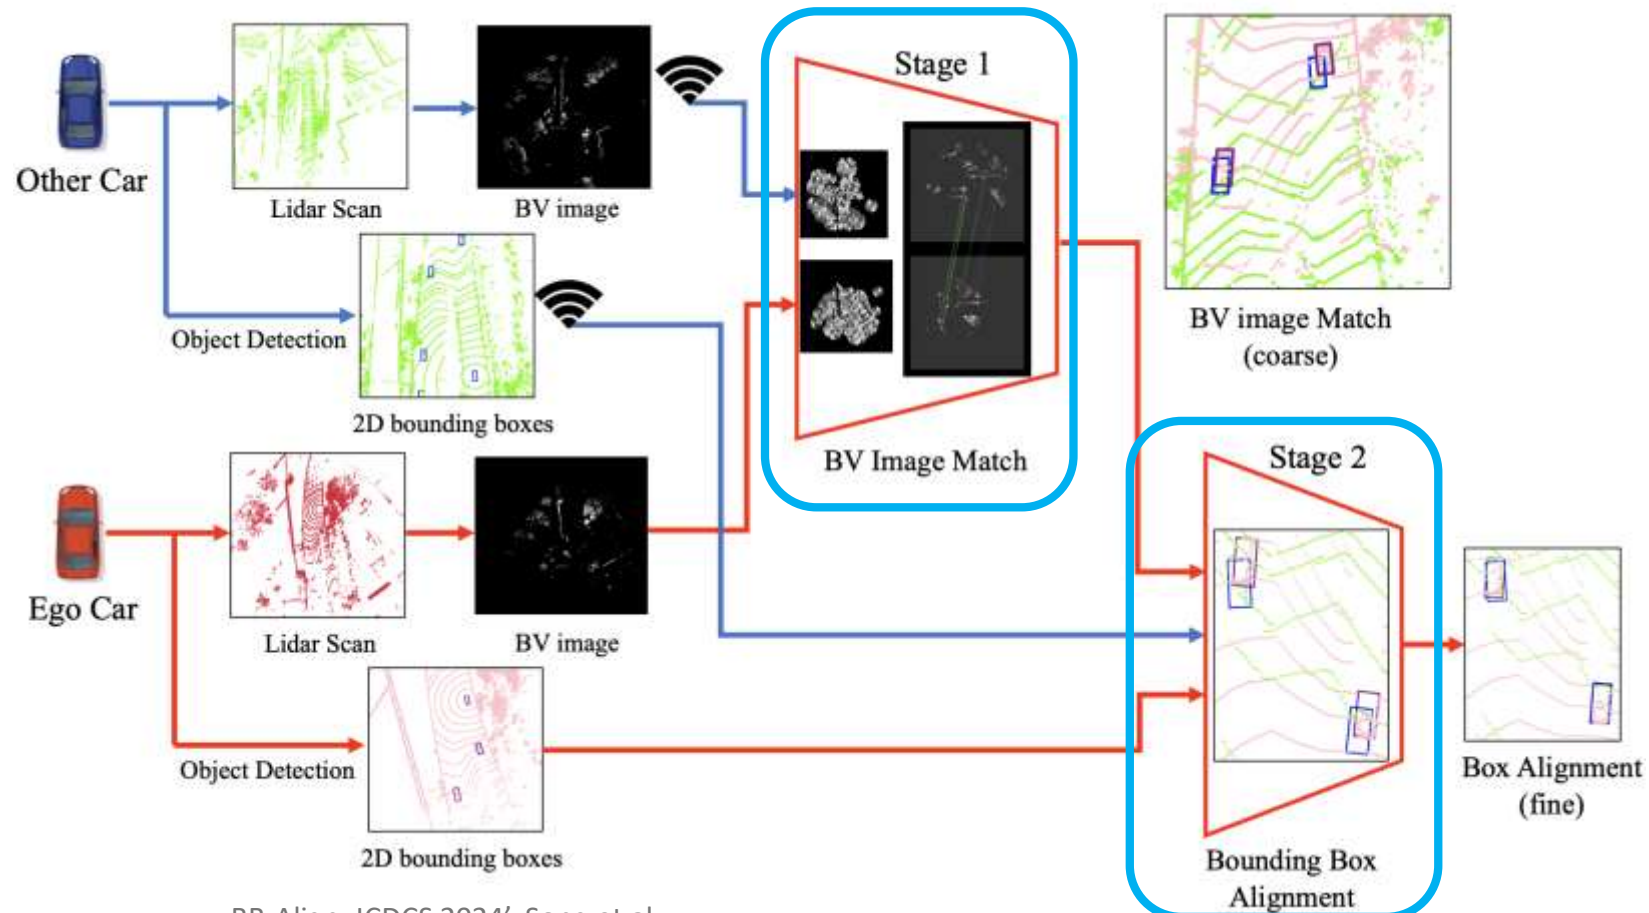 Other Car
Lidar Scan
BV image
Object Detection
2D bounding boxes
Ego Car
Lidar Scan
BV image
Object Detection
2D bounding boxes
Stage 1
BV Image Match
BV image Match
(coarse)
Stage 2
Bounding Box
Alignment
Box Alignment
(fine)